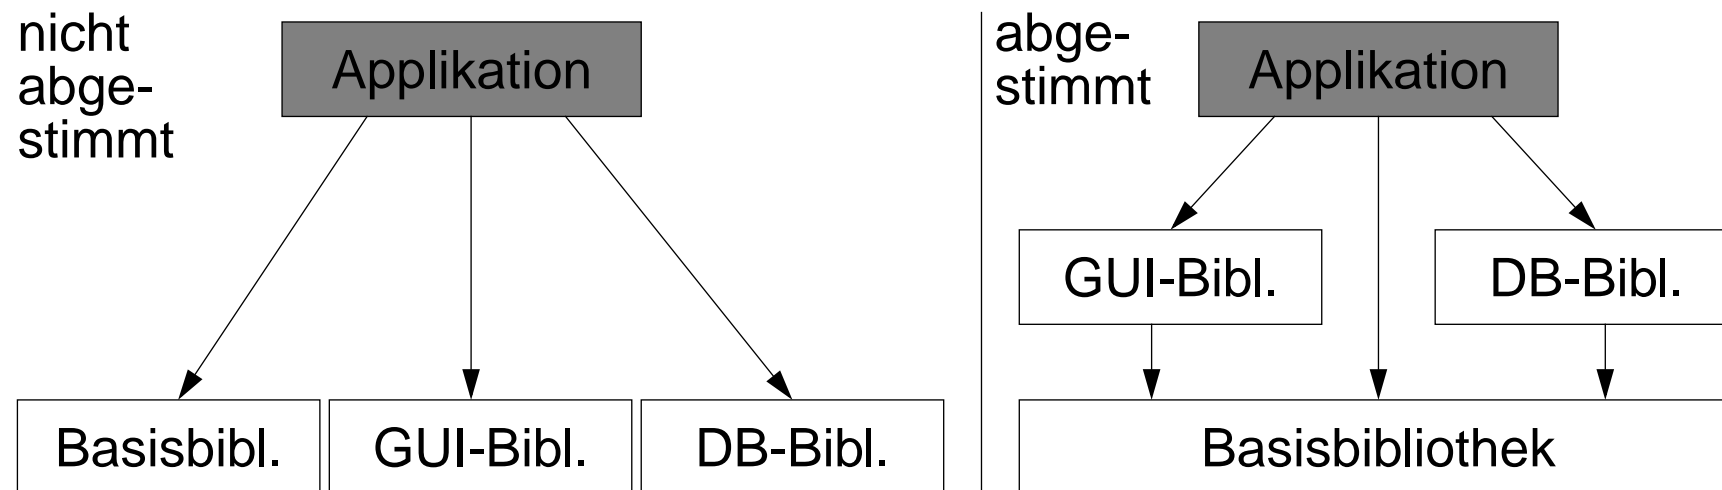 nicht
abge-
stimmt
Applikation
Basisbibl.
GUI-Bibl.
DB-Bibl.
abge-
stimmt
Applikation
GUI-Bibl.
DB-Bibl.
Basisbibliothek